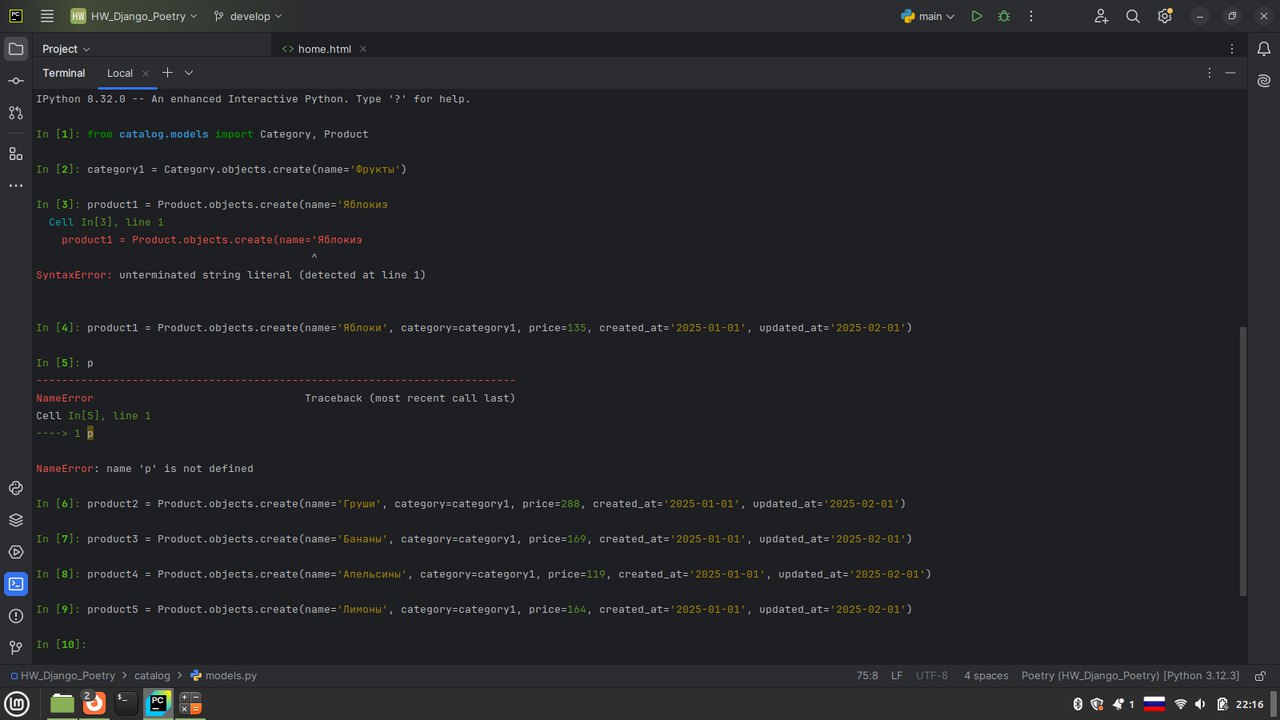 PC HW HW_Django_Poetry develop main
Project home.html
Terminal Local
IPython 8.32.0 -- An enhanced Interactive Python. Type '?' for help.
In [1]: from catalog.models import Category, Product
In [2]: category1 = Category.objects.create(name='Фрукты')
In [3]: product1 = Product.objects.create(name='Яблокиэ
Cell In[3], line 1
product1 = Product.objects.create(name='Яблокиэ
^
SyntaxError: unterminated string literal (detected at line 1)
In [4]: product1 = Product.objects.create(name='Яблоки', category=category1, price=135, created_at='2025-01-01', updated_at='2025-02-01')
In [5]: p
---------------------------------------------------------------------------
NameError Traceback (most recent call last)
Cell In[5], line 1
----> 1 p
NameError: name 'p' is not defined
In [6]: product2 = Product.objects.create(name='Груши', category=category1, price=288, created_at='2025-01-01', updated_at='2025-02-01')
In [7]: product3 = Product.objects.create(name='Бананы', category=category1, price=169, created_at='2025-01-01', updated_at='2025-02-01')
In [8]: product4 = Product.objects.create(name='Апельсины', category=category1, price=119, created_at='2025-01-01', updated_at='2025-02-01')
In [9]: product5 = Product.objects.create(name='Лимоны', category=category1, price=164, created_at='2025-01-01', updated_at='2025-02-01')
In [10]:
HW_Django_Poetry > catalog > models.py 75:8 LF UTF-8 4 spaces Poetry (HW_Django_Poetry) [Python 3.12.3]
2 PC 1 22:16